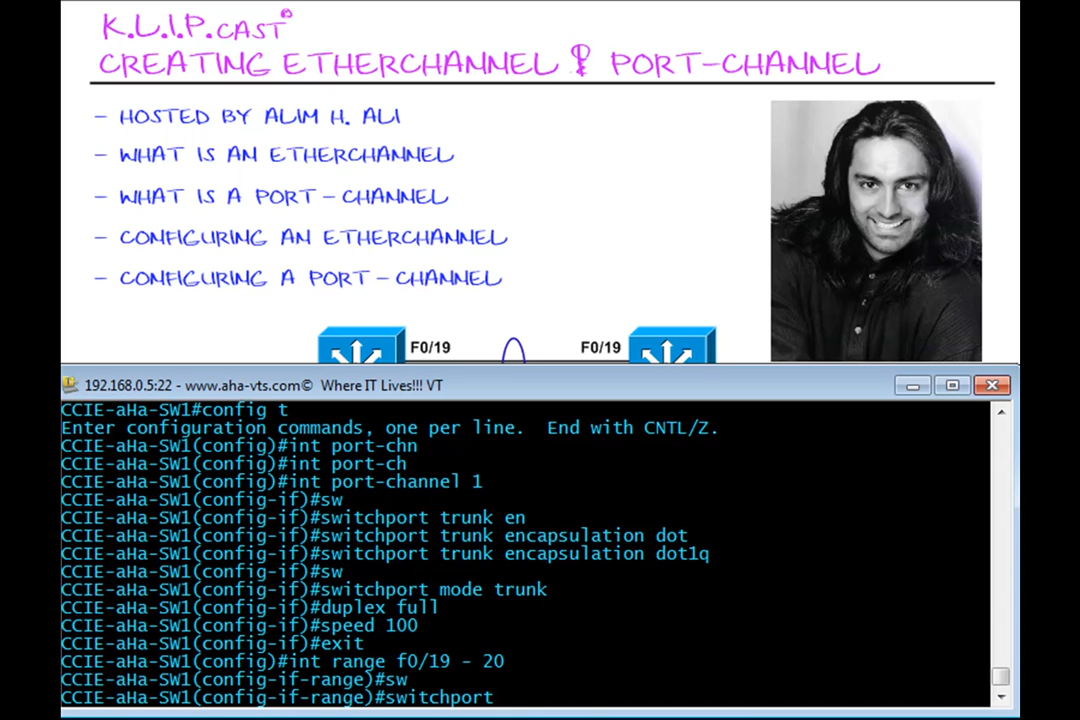 K.L.I.P.CAST©
CREATING ETHERCHANNEL & PORT-CHANNEL
- HOSTED BY ALIM H. ALI
- WHAT IS AN ETHERCHANNEL
- WHAT IS A PORT-CHANNEL
- CONFIGURING AN ETHERCHANNEL
- CONFIGURING A PORT-CHANNEL
F0/19 F0/19
192.168.0.5:22 - www.aha-vts.com© Where IT Lives!!! VT
CCIE-aHa-SW1#config t
Enter configuration commands, one per line.  End with CNTL/Z.
CCIE-aHa-SW1(config)#int port-chn
CCIE-aHa-SW1(config)#int port-ch
CCIE-aHa-SW1(config)#int port-channel 1
CCIE-aHa-SW1(config-if)#sw
CCIE-aHa-SW1(config-if)#switchport trunk en
CCIE-aHa-SW1(config-if)#switchport trunk encapsulation dot
CCIE-aHa-SW1(config-if)#switchport trunk encapsulation dot1q
CCIE-aHa-SW1(config-if)#sw
CCIE-aHa-SW1(config-if)#switchport mode trunk
CCIE-aHa-SW1(config-if)#duplex full
CCIE-aHa-SW1(config-if)#speed 100
CCIE-aHa-SW1(config-if)#exit
CCIE-aHa-SW1(config)#int range f0/19 - 20
CCIE-aHa-SW1(config-if-range)#sw
CCIE-aHa-SW1(config-if-range)#switchport